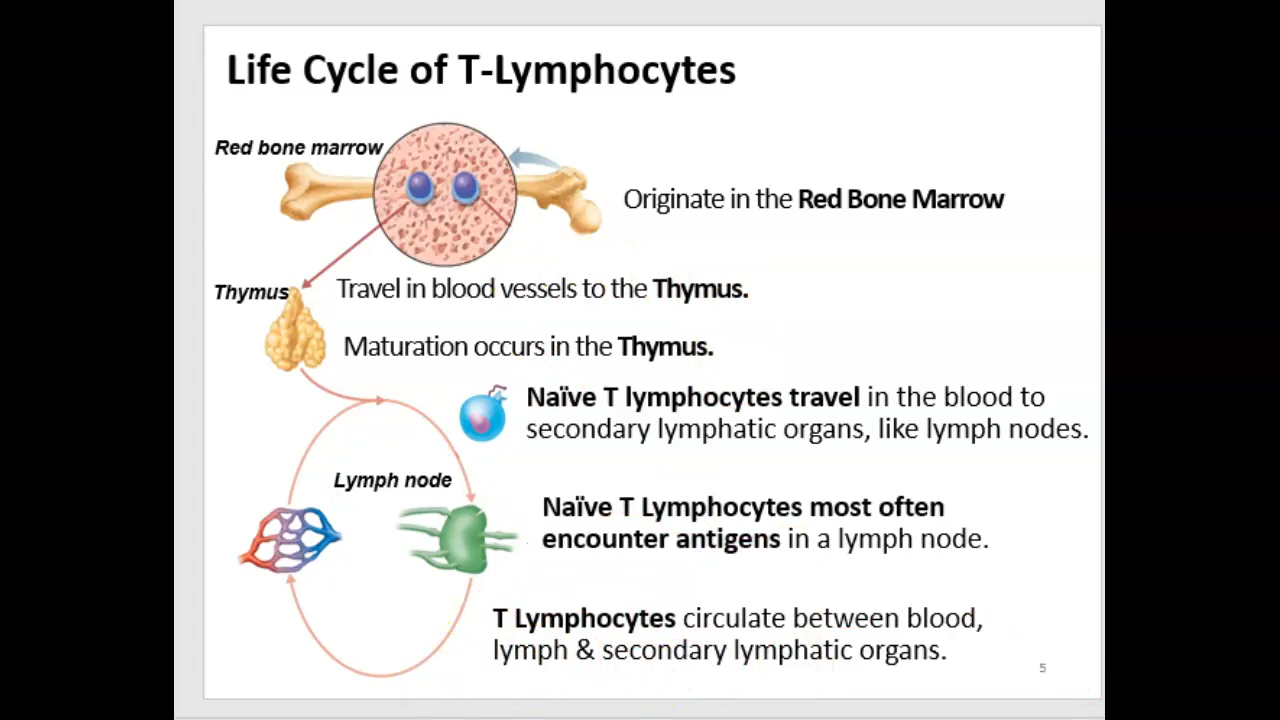 Life Cycle of T-Lymphocytes
Red bone marrow
Originate in the Red Bone Marrow
Thymus
Travel in blood vessels to the Thymus.
Maturation occurs in the Thymus.
Naïve T lymphocytes travel in the blood to
secondary lymphatic organs, like lymph nodes.
Lymph node
Naïve T Lymphocytes most often
encounter antigens in a lymph node.
T Lymphocytes circulate between blood,
lymph & secondary lymphatic organs.
5